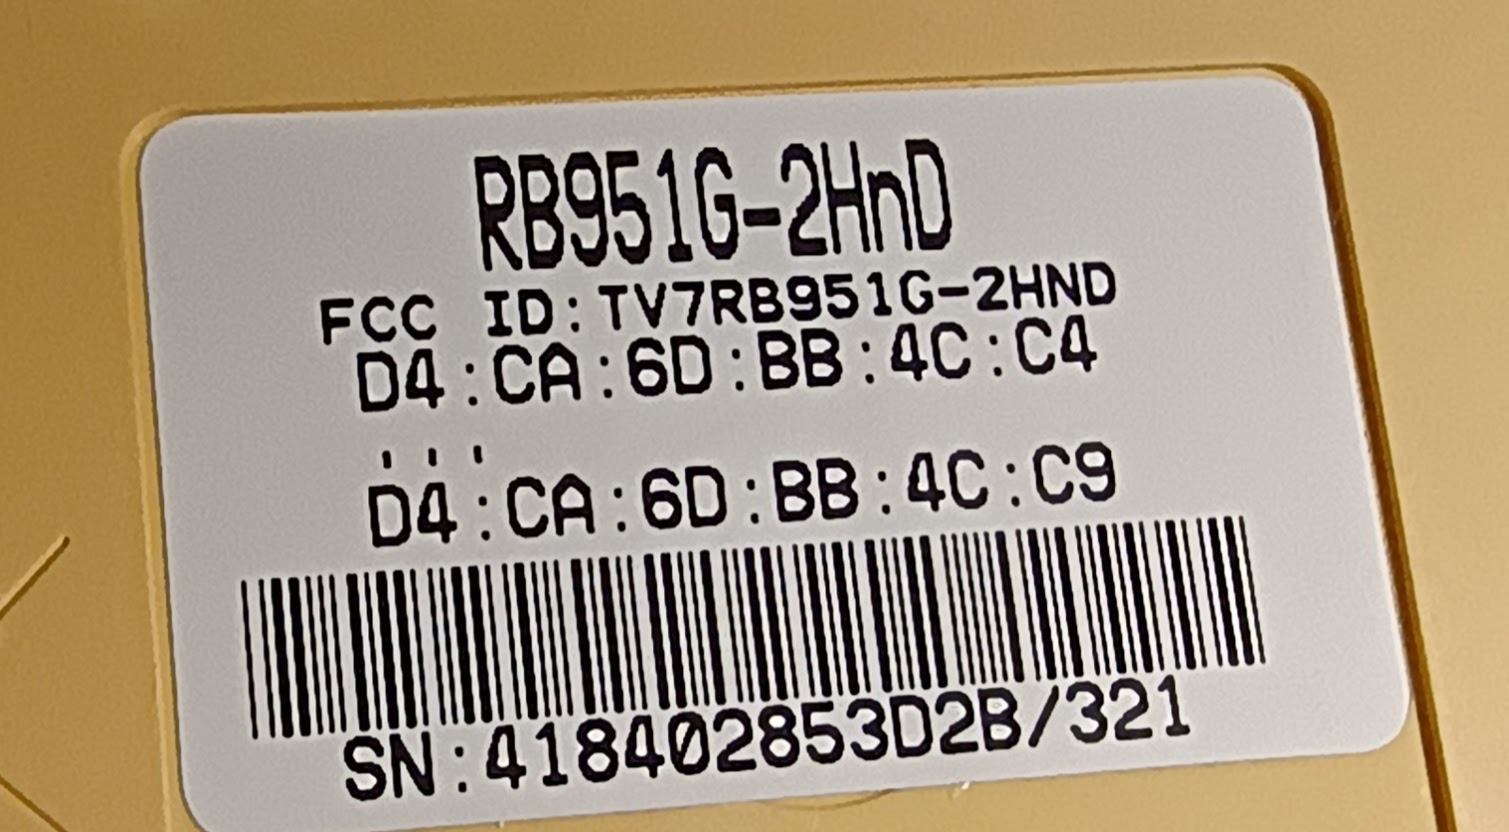 RB951G-2HnD
FCC ID:TV7RB951G-2HND
D4:CA:6D:BB:4C:C4
...
D4:CA:6D:BB:4C:C9
SN:418402853D2B/321